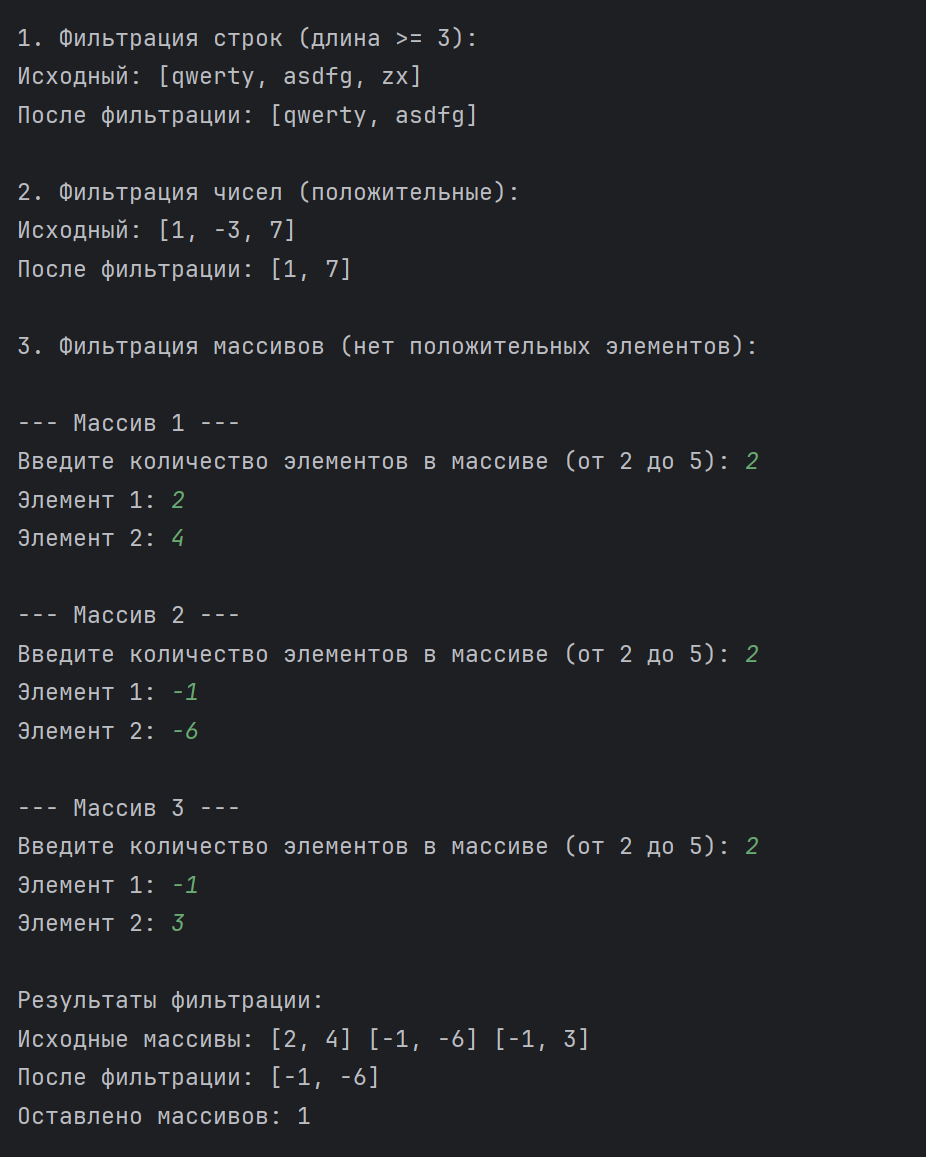 1. Фильтрация строк (длина >= 3):
Исходный: [qwerty, asdfg, zx]
После фильтрации: [qwerty, asdfg]
2. Фильтрация чисел (положительные):
Исходный: [1, -3, 7]
После фильтрации: [1, 7]
3. Фильтрация массивов (нет положительных элементов):
--- Массив 1 ---
Введите количество элементов в массиве (от 2 до 5): 2
Элемент 1: 2
Элемент 2: 4
--- Массив 2 ---
Введите количество элементов в массиве (от 2 до 5): 2
Элемент 1: -1
Элемент 2: -6
--- Массив 3 ---
Введите количество элементов в массиве (от 2 до 5): 2
Элемент 1: -1
Элемент 2: 3
Результаты фильтрации:
Исходные массивы: [2, 4] [-1, -6] [-1, 3]
После фильтрации: [-1, -6]
Оставлено массивов: 1